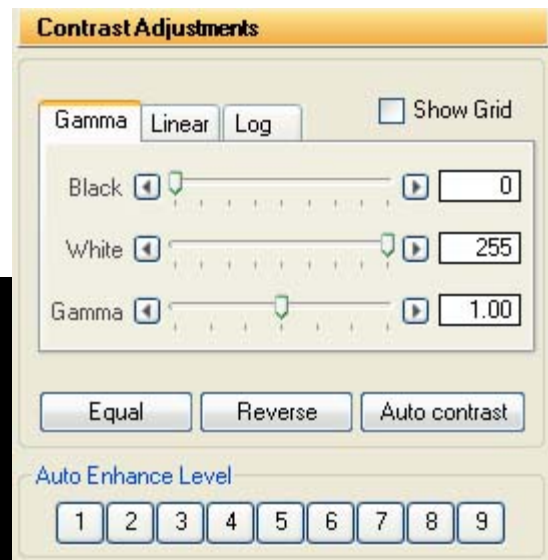 Contrast Adjustments
Gamma Linear Log Show Grid
Black 0
White 255
Gamma 1.00
Equal Reverse Auto contrast
Auto Enhance Level
1 2 3 4 5 6 7 8 9